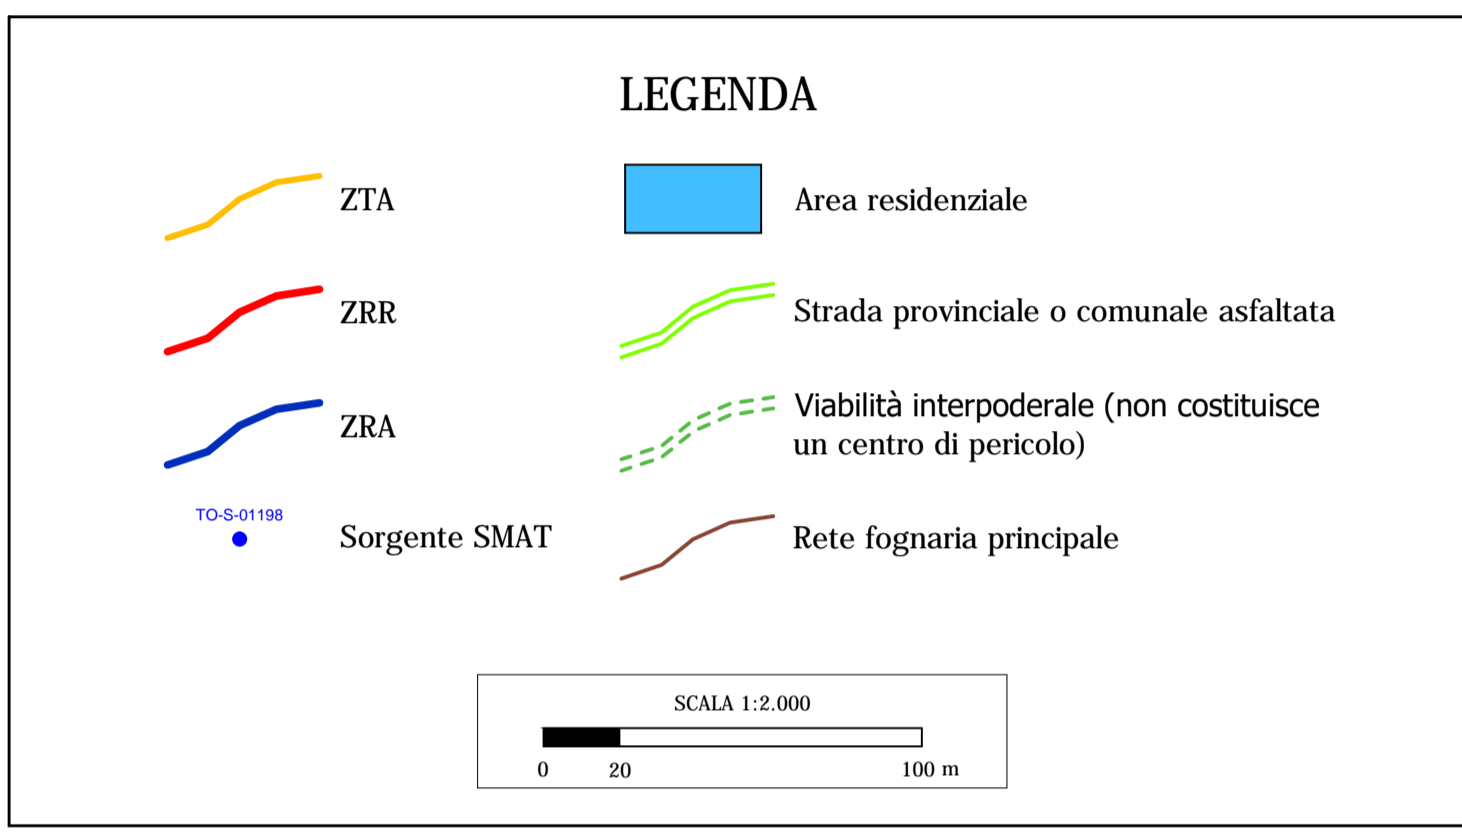 LEGENDA
ZTA
Area residenziale
ZRR
Strada provinciale o comunale asfaltata
ZRA
Viabilità interpoderale (non costituisce
un centro di pericolo)
TO-S-01198
Sorgente SMAT
Rete fognaria principale
SCALA 1:2.000
0 20 100 m